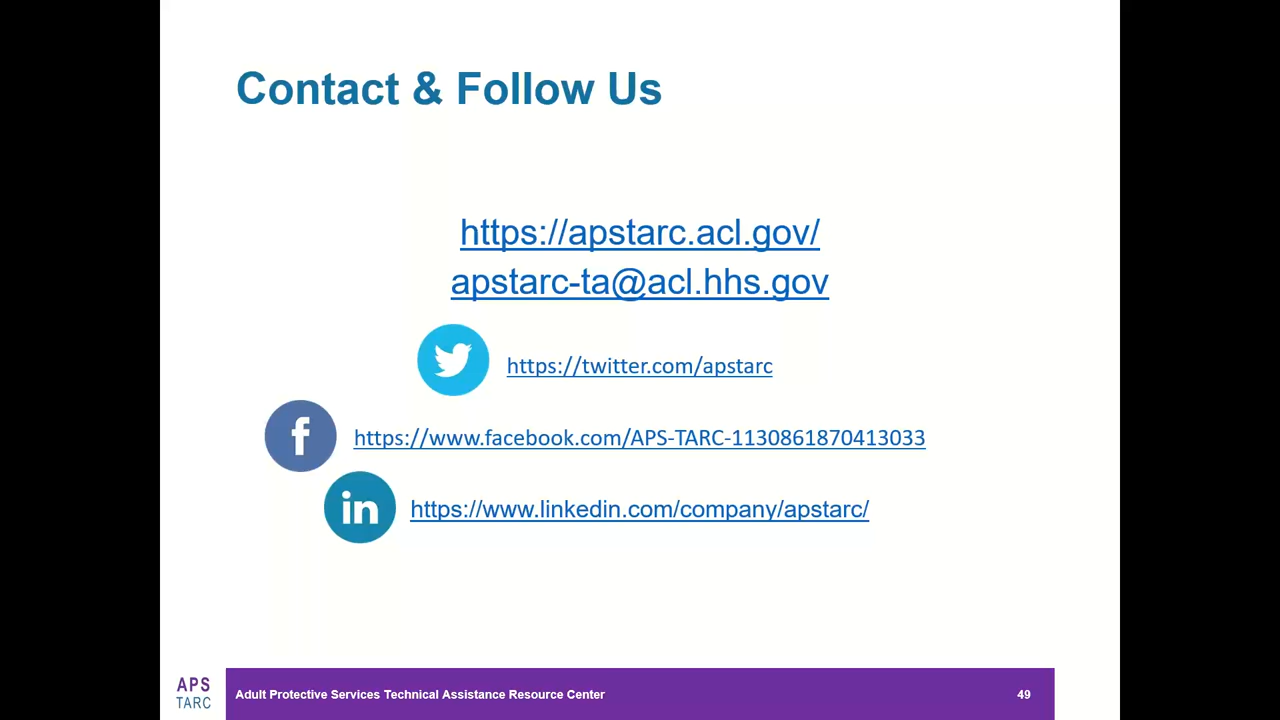 Contact & Follow Us
https://apstarc.acl.gov/
apstarc-ta@acl.hhs.gov
https://twitter.com/apstarc
f
https://www.facebook.com/APS-TARC-1130861870413033
in
https://www.linkedin.com/company/apstarc/
APS
TARC
Adult Protective Services Technical Assistance Resource Center
49